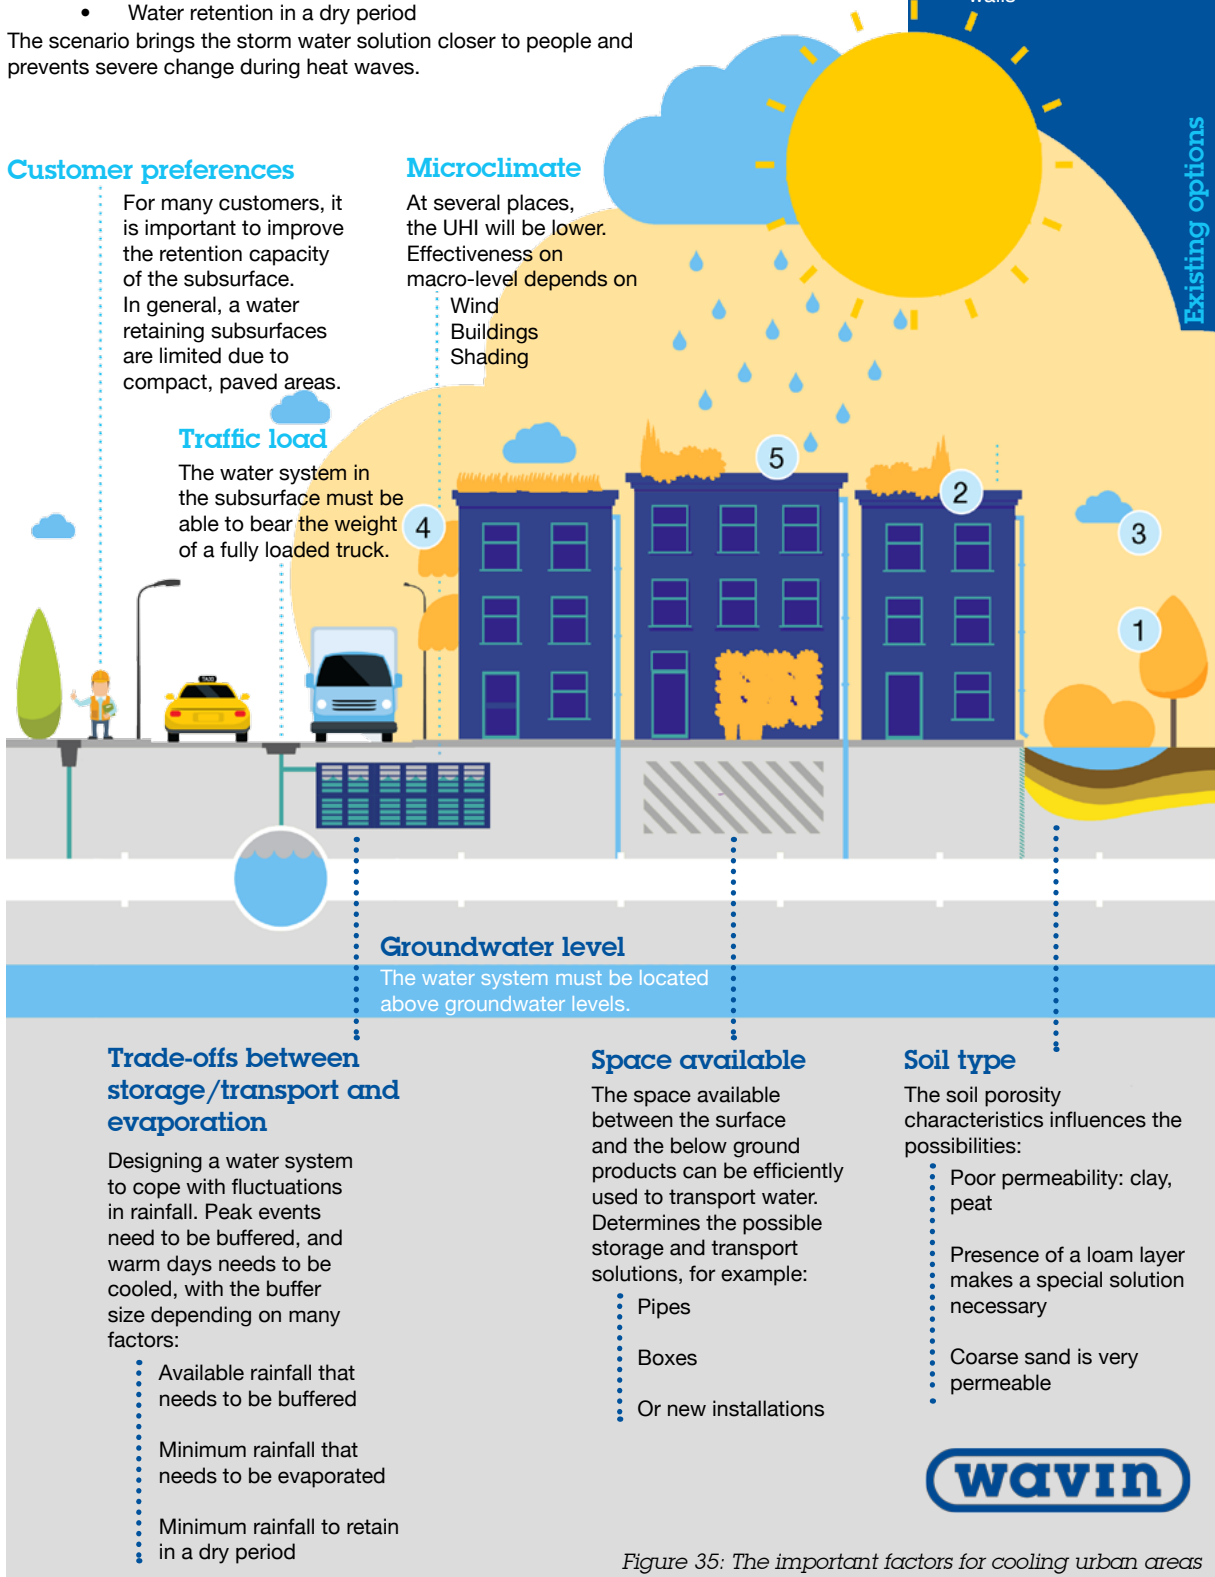 • Water retention in a dry period
The scenario brings the storm water solution closer to people and
prevents severe change during heat waves.
Existing options
Customer preferences
For many customers, it
is important to improve
the retention capacity
of the subsurface.
In general, a water
retaining subsurfaces
are limited due to
compact, paved areas.
Microclimate
At several places,
the UHI will be lower.
Effectiveness on
macro-level depends on
Wind
Buildings
Shading
Traffic load
The water system in
the subsurface must be
able to bear the weight
of a fully loaded truck.
4
5
2
3
1
TAXI
Groundwater level
The water system must be located
above groundwater levels.
Trade-offs between
storage/transport and
evaporation
Designing a water system
to cope with fluctuations
in rainfall. Peak events
need to be buffered, and
warm days needs to be
cooled, with the buffer
size depending on many
factors:
Available rainfall that
needs to be buffered
Minimum rainfall that
needs to be evaporated
Minimum rainfall to retain
in a dry period
Space available
The space available
between the surface
and the below ground
products can be efficiently
used to transport water.
Determines the possible
storage and transport
solutions, for example:
Pipes
Boxes
Or new installations
Soil type
The soil porosity
characteristics influences the
possibilities:
Poor permeability: clay,
peat
Presence of a loam layer
makes a special solution
necessary
Coarse sand is very
permeable
wavin
Figure 35: The important factors for cooling urban areas